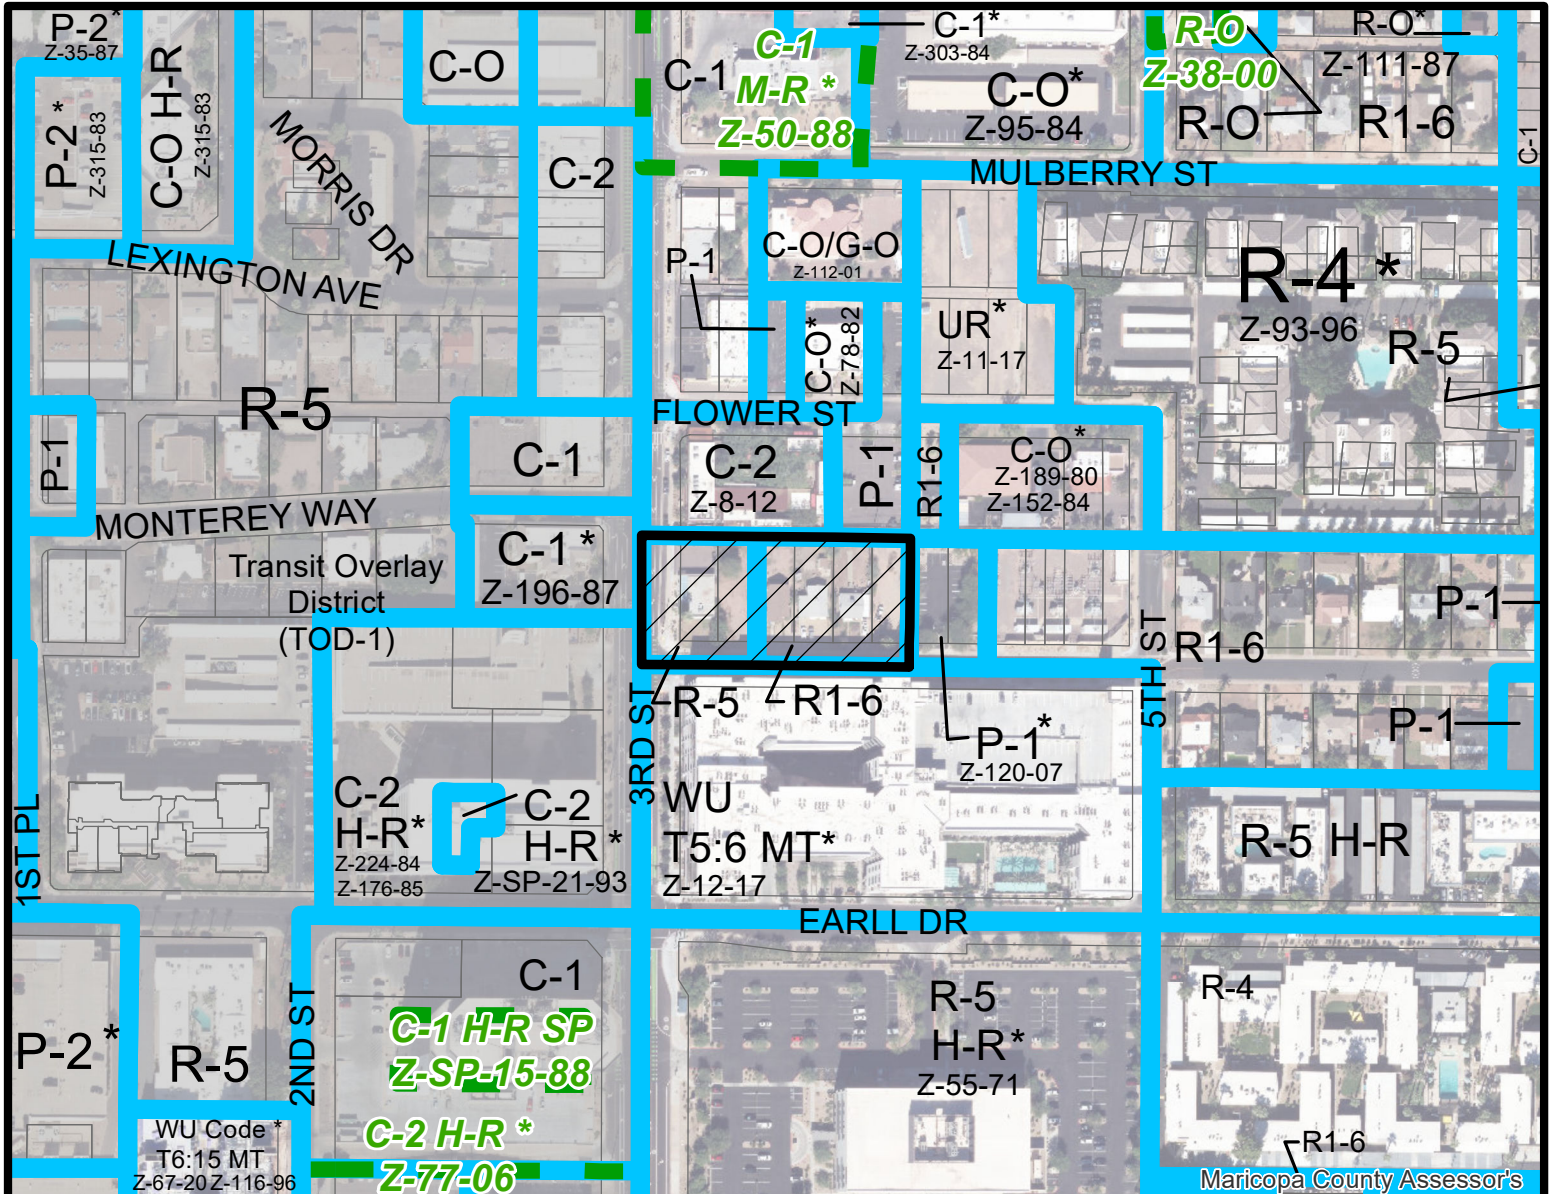 P-2*
Z-35-87
C-O H-R
Z-315-83
P-2 *
Z-315-83
C-O
MORRIS DR
C-2
C-1
C-1
M-R *
Z-50-88
C-1*
Z-303-84
C-O*
Z-95-84
R-O
Z-38-00
R-O
R-O*
Z-111-87
R1-6
C-1
MULBERRY ST
LEXINGTON AVE
P-1
C-O/G-O
Z-112-01
C-O*
Z-78-82
UR*
Z-11-17
R-4 *
Z-93-96
R-5
R-5
FLOWER ST
P-1
C-1
C-2
Z-8-12
P-1
R1-6
C-O*
Z-189-80
Z-152-84
MONTEREY WAY
Transit Overlay
District
(TOD-1)
C-1 *
Z-196-87
P-1
R1-6
5TH ST
3RD ST
R-5
R1-6
P-1*
Z-120-07
P-1
1ST PL
C-2
H-R*
Z-224-84
Z-176-85
C-2
H-R *
Z-SP-21-93
WU
T5:6 MT*
Z-12-17
R-5 H-R
EARLL DR
P-2 *
R-5
2ND ST
C-1
C-1 H-R SP
Z-SP-15-88
C-2 H-R *
Z-77-06
R-5
H-R*
Z-55-71
R-4
R1-6
WU Code *
T6:15 MT
Z-67-20 Z-116-96
Maricopa County Assessor's